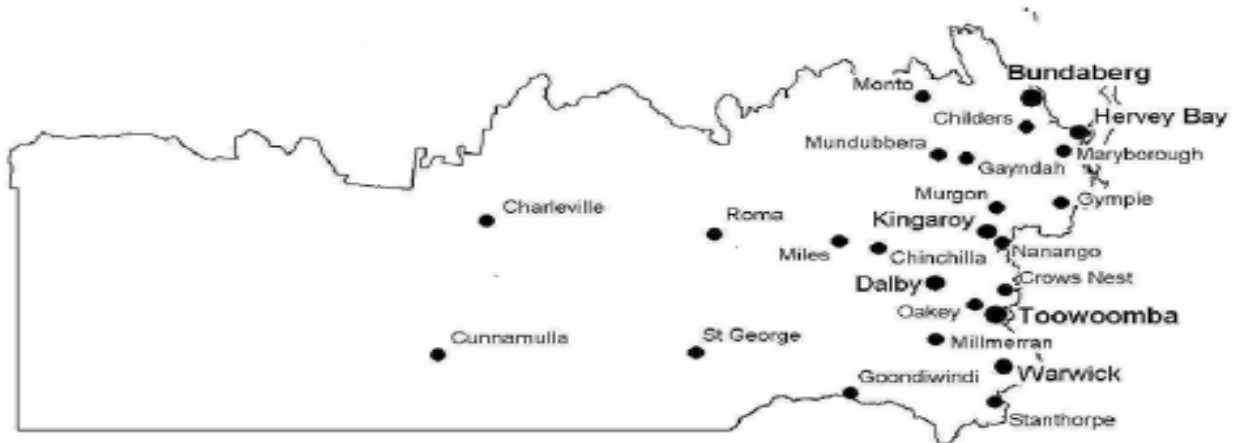 Bundaberg
Monto
Hervey Bay
Childers
Mundubbera
Maryborough
Gayndah
Murgon
Gympie
Charleville
Roma
Kingaroy
Miles
Chinchilla
Nanango
Dalby
Crows Nest
Oakey
Toowoomba
Cunnamulla
St George
Millmerran
Goondiwindi
Warwick
Stanthorpe